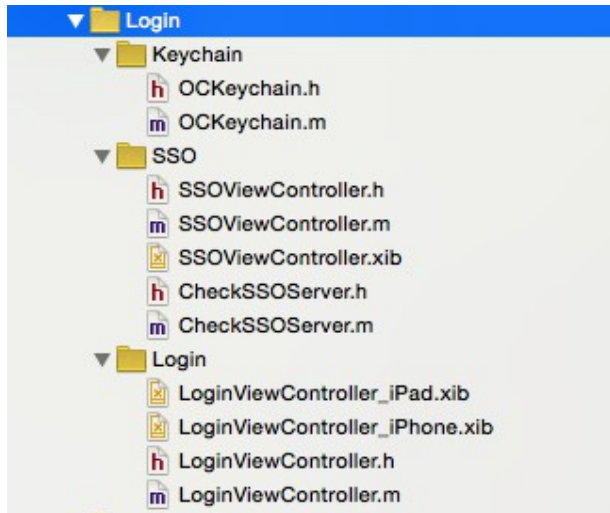 Login
Keychain
h OCKeychain.h
m OCKeychain.m
SSO
h SSOViewController.h
m SSOViewController.m
SSOViewController.xib
h CheckSSOServer.h
m CheckSSOServer.m
Login
LoginViewController_iPad.xib
LoginViewController_iPhone.xib
h LoginViewController.h
m LoginViewController.m